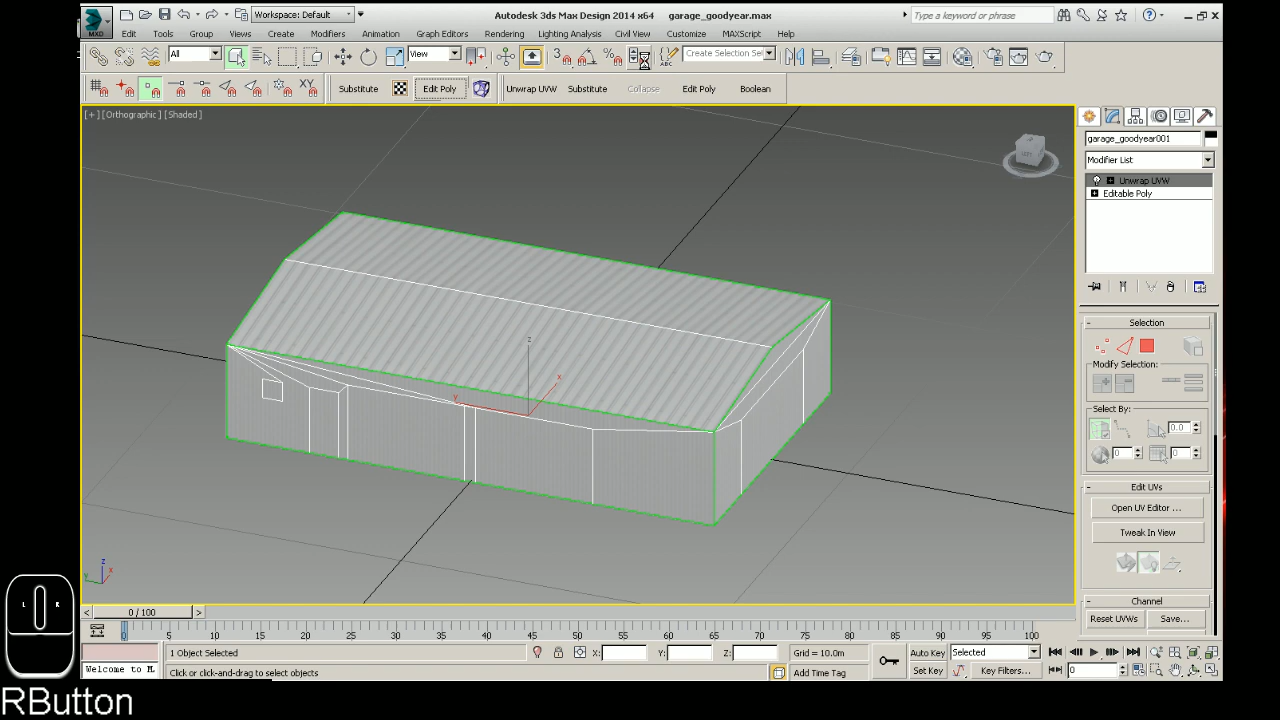 Workspace: Default
Autodesk 3ds Max Design 2014 x64
garage_goodyear.max
Type a keyword or phrase
MXD
Edit
Tools
Group
Views
Create
Modifiers
Animation
Graph Editors
Rendering
Lighting Analysis
Civil View
Customize
MAXScript
Help
All
View
3
Create Selection Se
XY
Substitute
Edit Poly
Unwrap UVW
Substitute
Collapse
Edit Poly
Boolean
[+] [Orthographic] [Shaded]
garage_goodyear001
Modifier List
Unwrap UVW
Editable Poly
Selection
Modify Selection:
Select By:
0.0
0
0
Edit UVs
Open UV Editor ...
Tweak In View
Channel
Reset UVWs
Save...
z
x
y
z
x
y
0 / 100
0 5 10 15 20 25 30 35 40 45 50 55 60 65 70 75 80 85 90 95 100
1 Object Selected
X:
Y:
Z:
Grid = 10.0m
Auto Key
Selected
Welcome to M
Click or click-and-drag to select objects
Add Time Tag
Set Key
Key Filters...
0
L
R
RButton